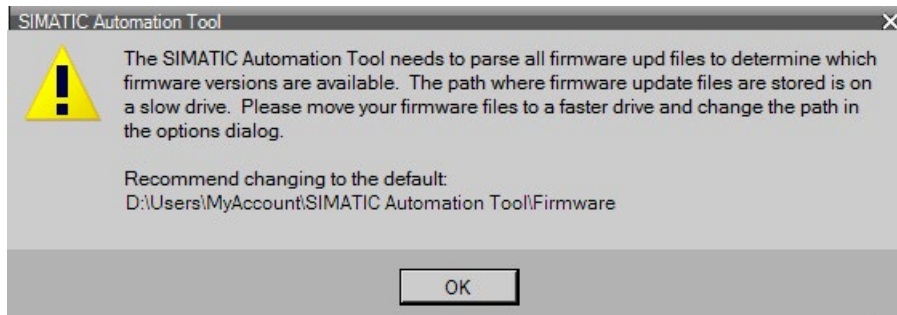 SIMATIC Automation Tool
The SIMATIC Automation Tool needs to parse all firmware upd files to determine which
firmware versions are available. The path where firmware update files are stored is on
a slow drive. Please move your firmware files to a faster drive and change the path in
the options dialog.
Recommend changing to the default:
D:\Users\MyAccount\SIMATIC Automation Tool\Firmware
OK